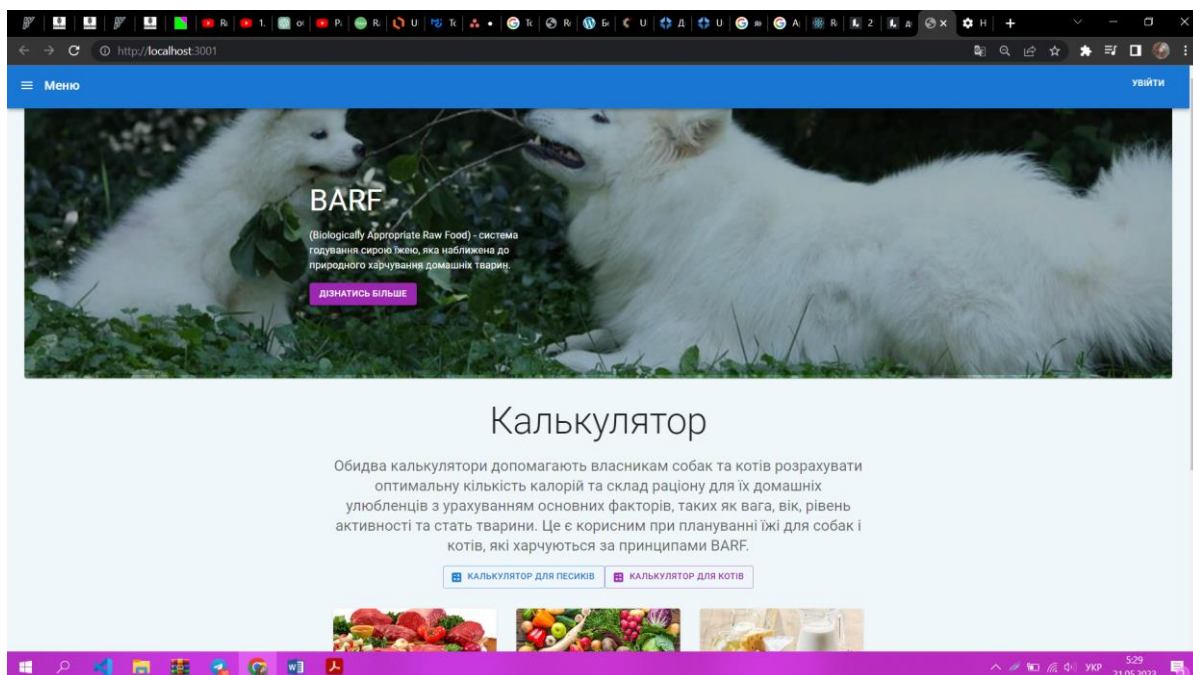 http://localhost:3001
Меню
УВІЙТИ
BARF
(Biologically Appropriate Raw Food) - система
годування сирою їжею, яка наближена до
природного харчування домашніх тварин.
ДІЗНАТИСЬ БІЛЬШЕ
Калькулятор
Обидва калькулятори допомагають власникам собак та котів розрахувати
оптимальну кількість калорій та склад раціону для їх домашніх
улюбленців з урахуванням основних факторів, таких як вага, вік, рівень
активності та стать тварини. Це є корисним при плануванні їжі для собак і
котів, які харчуються за принципами BARF.
КАЛЬКУЛЯТОР ДЛЯ ПЕСИКІВ
КАЛЬКУЛЯТОР ДЛЯ КОТІВ
УКР
5:29
21.05.2023